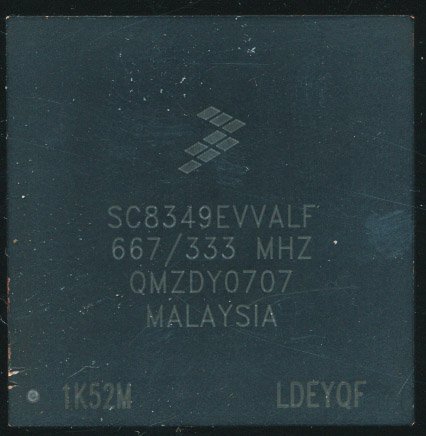 SC8349EVVALF
667/333 MHZ
QMZDY0707
MALAYSIA
1K52M LDEYQF